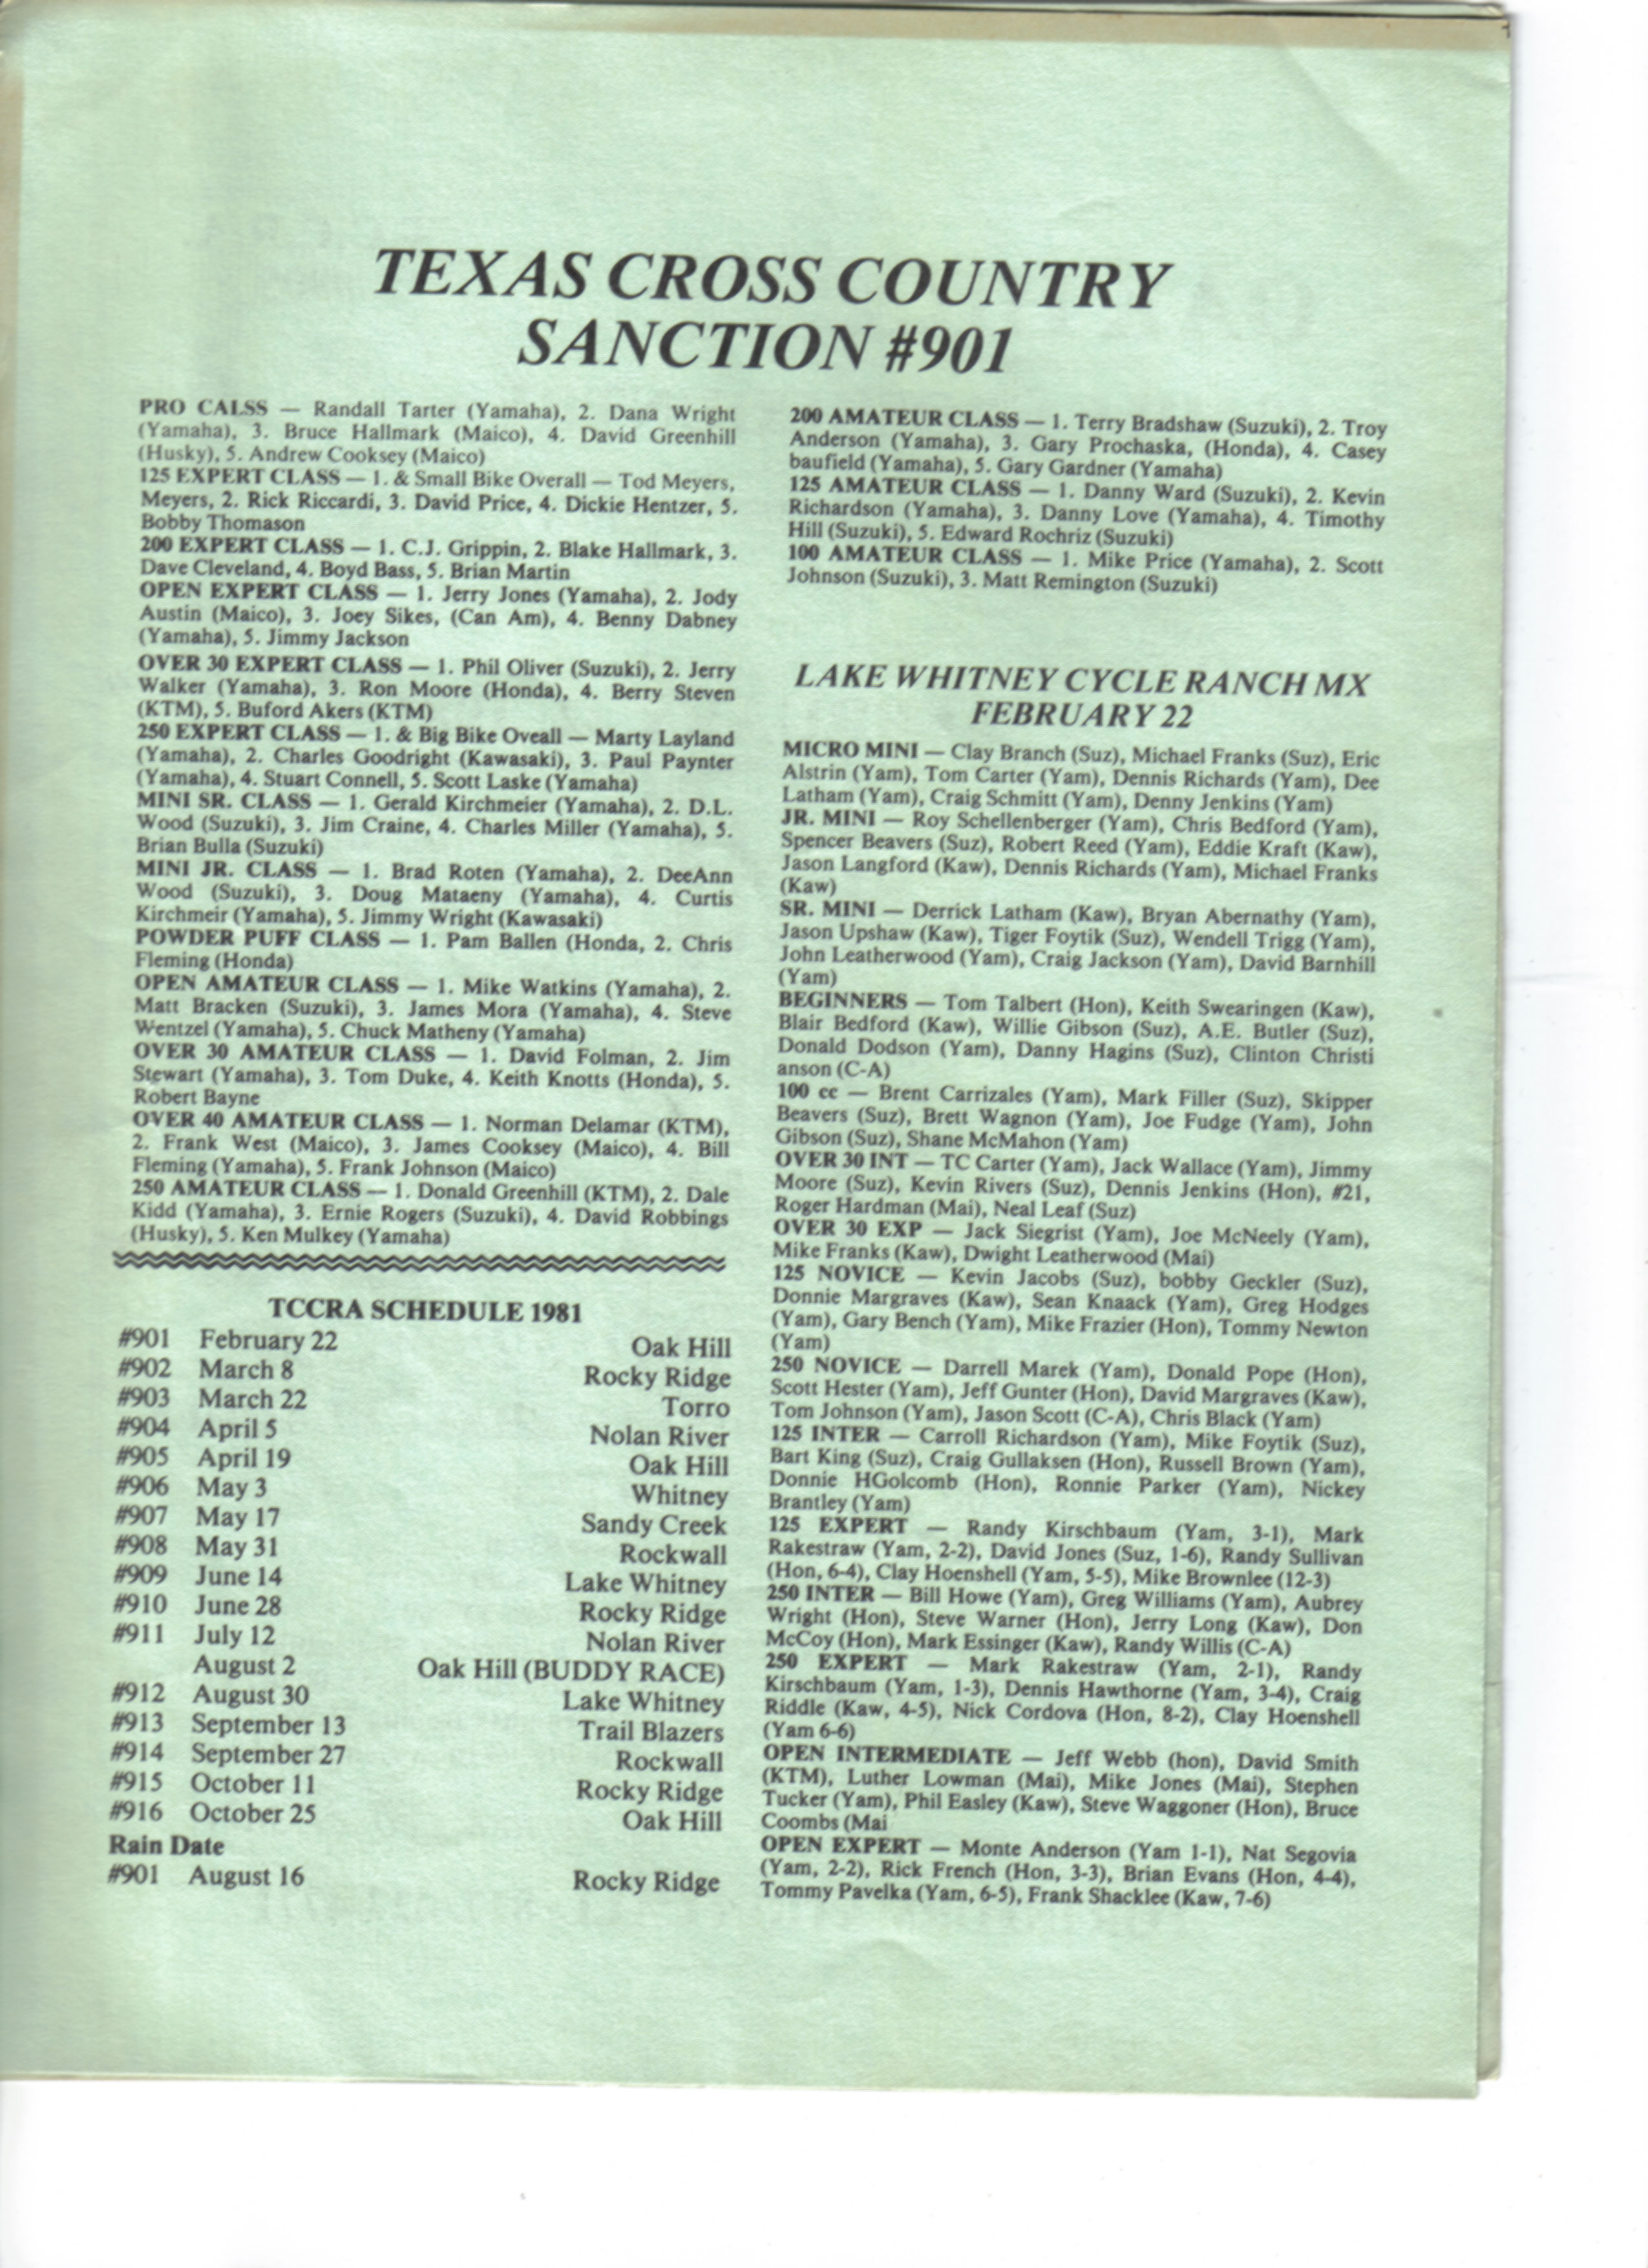 TEXAS CROSS COUNTRY
SANCTION #901
PRO CALSS — Randall Tarter (Yamaha), 2. Dana Wright
(Yamaha), 3. Bruce Hallmark (Maico), 4. David Greenhill
(Husky), 5. Andrew Cooksey (Maico)
125 EXPERT CLASS — 1. & Small Bike Overall — Tod Meyers,
Meyers, 2. Rick Riccardi, 3. David Price, 4. Dickie Hentzer, 5.
Bobby Thomason
200 EXPERT CLASS — 1. C.J. Grippin, 2. Blake Hallmark, 3.
Dave Cleveland, 4. Boyd Bass, 5. Brian Martin
OPEN EXPERT CLASS — 1. Jerry Jones (Yamaha), 2. Jody
Austin (Maico), 3. Joey Sikes, (Can Am), 4. Benny Dabney
(Yamaha), 5. Jimmy Jackson
OVER 30 EXPERT CLASS — 1. Phil Oliver (Suzuki), 2. Jerry
Walker (Yamaha), 3. Ron Moore (Honda), 4. Berry Steven
(KTM), 5. Buford Akers (KTM)
250 EXPERT CLASS — 1. & Big Bike Oveall — Marty Layland
(Yamaha), 2. Charles Goodright (Kawasaki), 3. Paul Paynter
(Yamaha), 4. Stuart Connell, 5. Scott Laske (Yamaha)
MINI SR. CLASS — 1. Gerald Kirchmeier (Yamaha), 2. D.L.
Wood (Suzuki), 3. Jim Craine, 4. Charles Miller (Yamaha), 5.
Brian Bulla (Suzuki)
MINI JR. CLASS — 1. Brad Roten (Yamaha), 2. DeeAnn
Wood (Suzuki), 3. Doug Mataeny (Yamaha), 4. Curtis
Kirchmeir (Yamaha), 5. Jimmy Wright (Kawasaki)
POWDER PUFF CLASS — 1. Pam Ballen (Honda, 2. Chris
Fleming (Honda)
OPEN AMATEUR CLASS — 1. Mike Watkins (Yamaha), 2.
Matt Bracken (Suzuki), 3. James Mora (Yamaha), 4. Steve
Wentzel (Yamaha), 5. Chuck Matheny (Yamaha)
OVER 30 AMATEUR CLASS — 1. David Folman, 2. Jim
Stewart (Yamaha), 3. Tom Duke, 4. Keith Knotts (Honda), 5.
Robert Bayne
OVER 40 AMATEUR CLASS — 1. Norman Delamar (KTM),
2. Frank West (Maico), 3. James Cooksey (Maico), 4. Bill
Fleming (Yamaha), 5. Frank Johnson (Maico)
250 AMATEUR CLASS — 1. Donald Greenhill (KTM), 2. Dale
Kidd (Yamaha), 3. Ernie Rogers (Suzuki), 4. David Robbings
(Husky), 5. Ken Mulkey (Yamaha)
TCCRA SCHEDULE 1981
#901 February 22 Oak Hill
#902 March 8 Rocky Ridge
#903 March 22 Torro
#904 April 5 Nolan River
#905 April 19 Oak Hill
#906 May 3 Whitney
#907 May 17 Sandy Creek
#908 May 31 Rockwall
#909 June 14 Lake Whitney
#910 June 28 Rocky Ridge
#911 July 12 Nolan River
August 2 Oak Hill (BUDDY RACE)
#912 August 30 Lake Whitney
#913 September 13 Trail Blazers
#914 September 27 Rockwall
#915 October 11 Rocky Ridge
#916 October 25 Oak Hill
Rain Date
#901 August 16 Rocky Ridge
200 AMATEUR CLASS — 1. Terry Bradshaw (Suzuki), 2. Troy
Anderson (Yamaha), 3. Gary Prochaska, (Honda), 4. Casey
baufield (Yamaha), 5. Gary Gardner (Yamaha)
125 AMATEUR CLASS — 1. Danny Ward (Suzuki), 2. Kevin
Richardson (Yamaha), 3. Danny Love (Yamaha), 4. Timothy
Hill (Suzuki), 5. Edward Rochriz (Suzuki)
100 AMATEUR CLASS — 1. Mike Price (Yamaha), 2. Scott
Johnson (Suzuki), 3. Matt Remington (Suzuki)
LAKE WHITNEY CYCLE RANCH MX
FEBRUARY 22
MICRO MINI — Clay Branch (Suz), Michael Franks (Suz), Eric
Alstrin (Yam), Tom Carter (Yam), Dennis Richards (Yam), Dee
Latham (Yam), Craig Schmitt (Yam), Denny Jenkins (Yam)
JR. MINI — Roy Schellenberger (Yam), Chris Bedford (Yam),
Spencer Beavers (Suz), Robert Reed (Yam), Eddie Kraft (Kaw),
Jason Langford (Kaw), Dennis Richards (Yam), Michael Franks
(Kaw)
SR. MINI — Derrick Latham (Kaw), Bryan Abernathy (Yam),
Jason Upshaw (Kaw), Tiger Foytik (Suz), Wendell Trigg (Yam),
John Leatherwood (Yam), Craig Jackson (Yam), David Barnhill
(Yam)
BEGINNERS — Tom Talbert (Hon), Keith Swearingen (Kaw),
Blair Bedford (Kaw), Willie Gibson (Suz), A.E. Butler (Suz),
Donald Dodson (Yam), Danny Hagins (Suz), Clinton Christi
anson (C-A)
100 cc — Brent Carrizales (Yam), Mark Filler (Suz), Skipper
Beavers (Suz), Brett Wagnon (Yam), Joe Fudge (Yam), John
Gibson (Suz), Shane McMahon (Yam)
OVER 30 INT — TC Carter (Yam), Jack Wallace (Yam), Jimmy
Moore (Suz), Kevin Rivers (Suz), Dennis Jenkins (Hon), #21,
Roger Hardman (Mai), Neal Leaf (Suz)
OVER 30 EXP — Jack Siegrist (Yam), Joe McNeely (Yam),
Mike Franks (Kaw), Dwight Leatherwood (Mai)
125 NOVICE — Kevin Jacobs (Suz), bobby Geckler (Suz),
Donnie Margraves (Kaw), Sean Knaack (Yam), Greg Hodges
(Yam), Gary Bench (Yam), Mike Frazier (Hon), Tommy Newton
(Yam)
250 NOVICE — Darrell Marek (Yam), Donald Pope (Hon),
Scott Hester (Yam), Jeff Gunter (Hon), David Margraves (Kaw),
Tom Johnson (Yam), Jason Scott (C-A), Chris Black (Yam)
125 INTER — Carroll Richardson (Yam), Mike Foytik (Suz),
Bart King (Suz), Craig Gullaksen (Hon), Russell Brown (Yam),
Donnie HGolcomb (Hon), Ronnie Parker (Yam), Nickey
Brantley (Yam)
125 EXPERT — Randy Kirschbaum (Yam, 3-1), Mark
Rakestraw (Yam, 2-2), David Jones (Suz, 1-6), Randy Sullivan
(Hon, 6-4), Clay Hoenshell (Yam, 5-5), Mike Brownlee (12-3)
250 INTER — Bill Howe (Yam), Greg Williams (Yam), Aubrey
Wright (Hon), Steve Warner (Hon), Jerry Long (Kaw), Don
McCoy (Hon), Mark Essinger (Kaw), Randy Willis (C-A)
250 EXPERT — Mark Rakestraw (Yam, 2-1), Randy
Kirschbaum (Yam, 1-3), Dennis Hawthorne (Yam, 3-4), Craig
Riddle (Kaw, 4-5), Nick Cordova (Hon, 8-2), Clay Hoenshell
(Yam 6-6)
OPEN INTERMEDIATE — Jeff Webb (hon), David Smith
(KTM), Luther Lowman (Mai), Mike Jones (Mai), Stephen
Tucker (Yam), Phil Easley (Kaw), Steve Waggoner (Hon), Bruce
Coombs (Mai
OPEN EXPERT — Monte Anderson (Yam 1-1), Nat Segovia
(Yam, 2-2), Rick French (Hon, 3-3), Brian Evans (Hon, 4-4),
Tommy Pavelka (Yam, 6-5), Frank Shacklee (Kaw, 7-6)